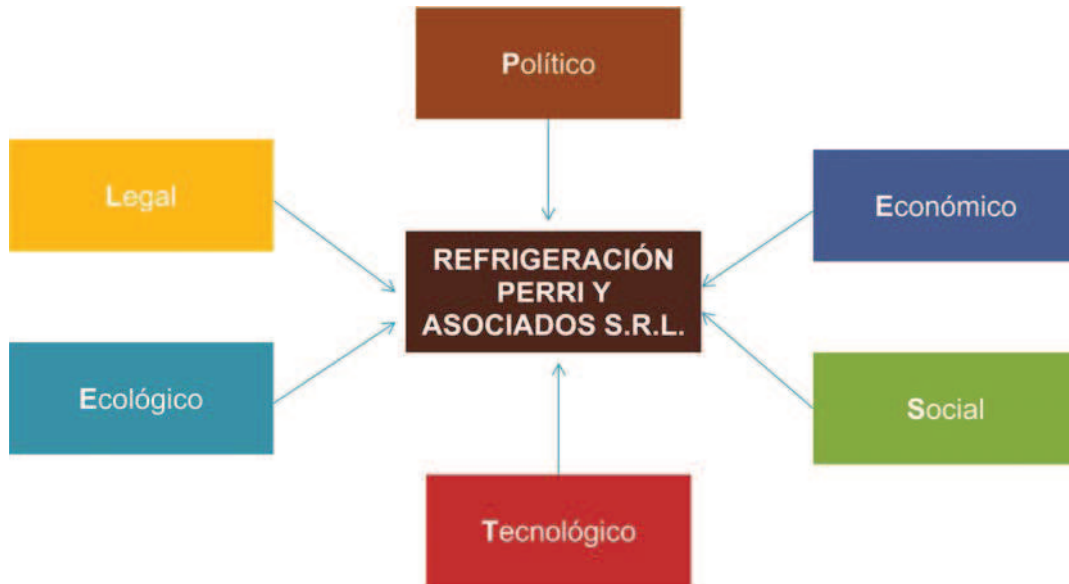 Político
Legal
Económico
REFRIGERACIÓN
PERRI Y
ASOCIADOS S.R.L.
Ecológico
Social
Tecnológico